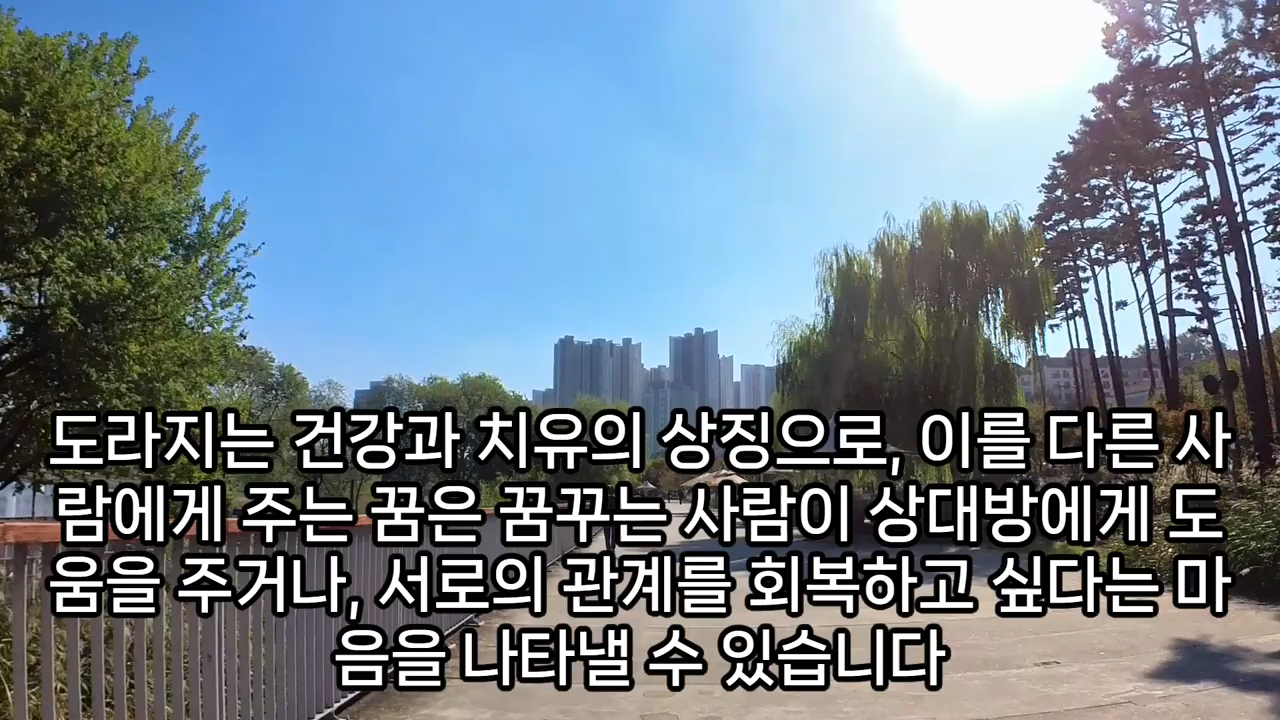 도라지는 건강과 치유의 상징으로, 이를 다른 사
람에게 주는 꿈은 꿈꾸는 사람이 상대방에게 도
움을 주거나, 서로의 관계를 회복하고 싶다는 마
음을 나타낼 수 있습니다